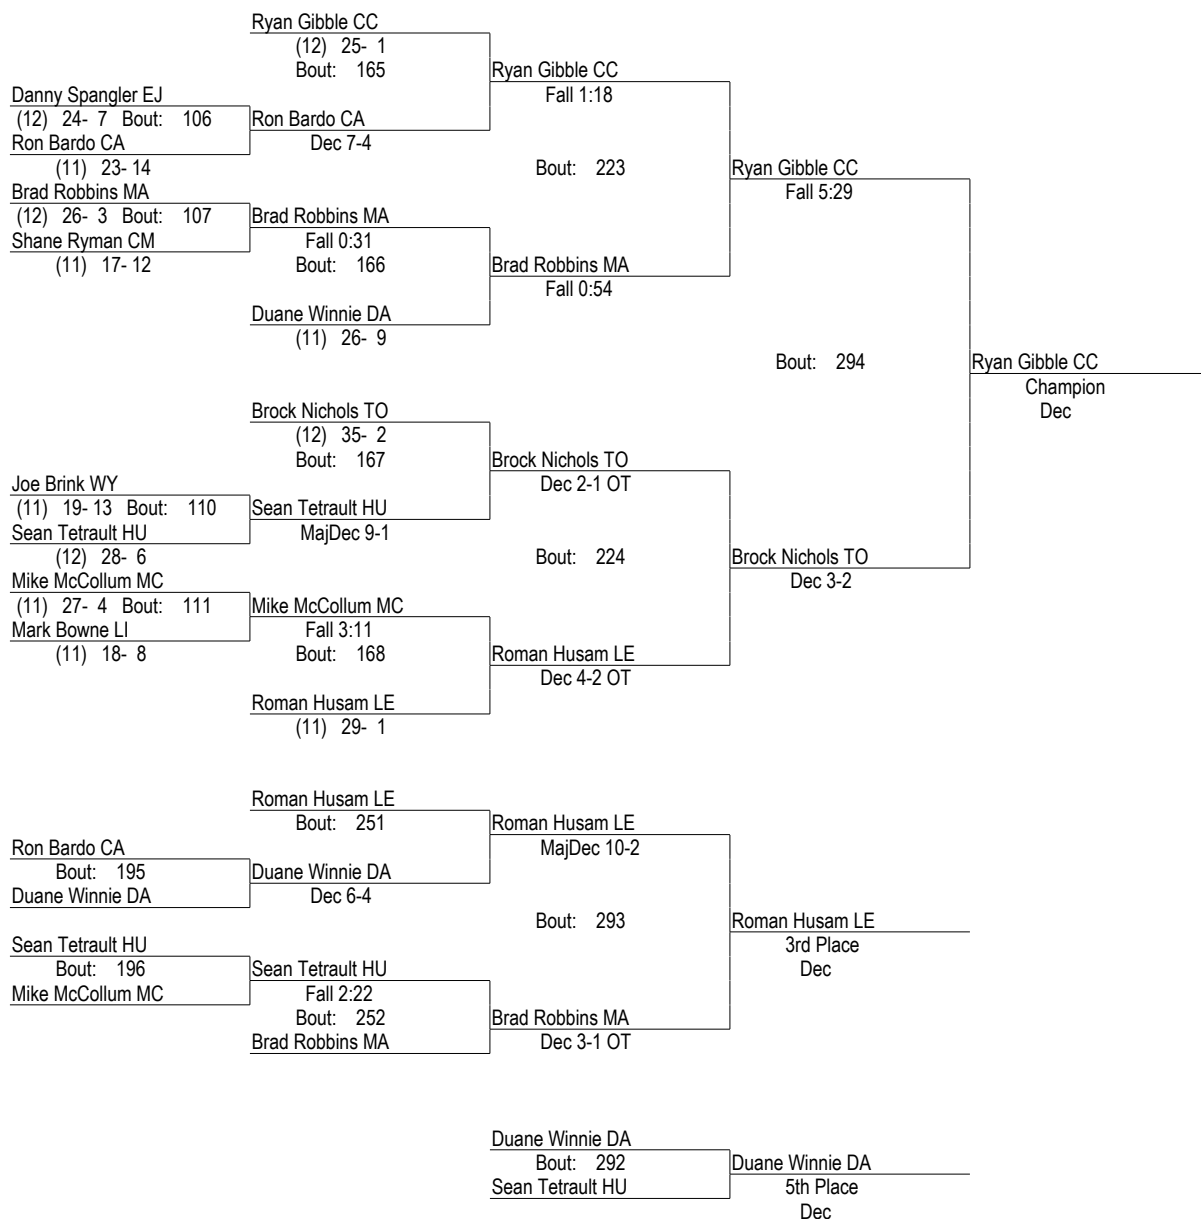 Ryan Gibble CC
(12) 25- 1
Bout: 165
Ryan Gibble CC
Fall 1:18
Danny Spangler EJ
(12) 24- 7 Bout: 106
Ron Bardo CA
Dec 7-4
Ron Bardo CA
(11) 23- 14
Bout: 223
Ryan Gibble CC
Fall 5:29
Brad Robbins MA
(12) 26- 3 Bout: 107
Brad Robbins MA
Fall 0:31
Shane Ryman CM
(11) 17- 12
Bout: 166
Brad Robbins MA
Fall 0:54
Duane Winnie DA
(11) 26- 9
Bout: 294
Ryan Gibble CC
Champion
Dec
Brock Nichols TO
(12) 35- 2
Bout: 167
Brock Nichols TO
Dec 2-1 OT
Joe Brink WY
(11) 19- 13 Bout: 110
Sean Tetrault HU
MajDec 9-1
Sean Tetrault HU
(12) 28- 6
Bout: 224
Brock Nichols TO
Dec 3-2
Mike McCollum MC
(11) 27- 4 Bout: 111
Mike McCollum MC
Fall 3:11
Mark Bowne LI
(11) 18- 8
Bout: 168
Roman Husam LE
Dec 4-2 OT
Roman Husam LE
(11) 29- 1
Roman Husam LE
Bout: 251
Roman Husam LE
MajDec 10-2
Ron Bardo CA
Bout: 195
Duane Winnie DA
Duane Winnie DA
Dec 6-4
Bout: 293
Roman Husam LE
3rd Place
Dec
Sean Tetrault HU
Bout: 196
Mike McCollum MC
Sean Tetrault HU
Fall 2:22
Bout: 252
Brad Robbins MA
Brad Robbins MA
Dec 3-1 OT
Duane Winnie DA
Bout: 292
Sean Tetrault HU
Duane Winnie DA
5th Place
Dec